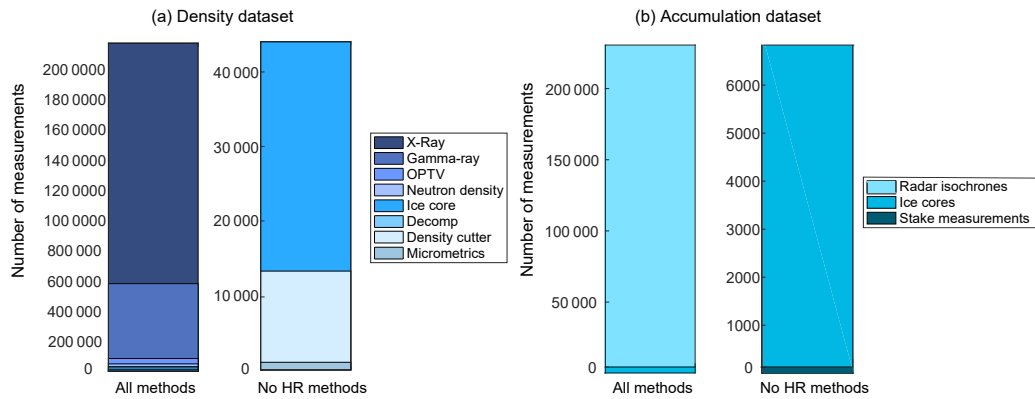 (a) Density dataset
(b) Accumulation dataset
Number of measurements
200 0000
180 0000
160 0000
140 0000
120 0000
100 0000
800 000
600 000
400 000
200 000
0
All methods
40 000
30 000
20 000
10 000
0
No HR methods
X-Ray
Gamma-ray
OPTV
Neutron density
Ice core
Decomp
Density cutter
Micrometrics
Number of measurements
200 000
150 000
100 000
50 000
0
All methods
6000
5000
4000
3000
2000
1000
0
No HR methods
Radar isochrones
Ice cores
Stake measurements